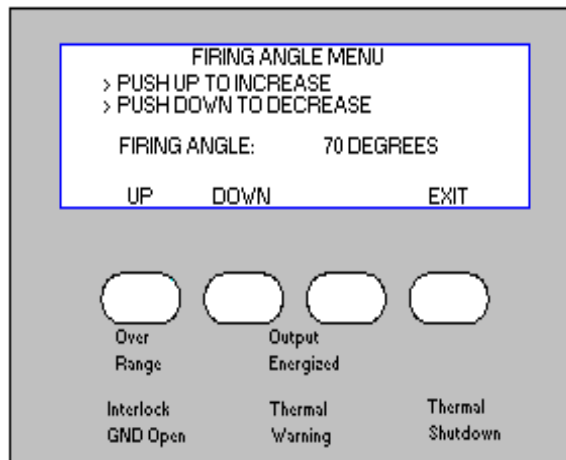 FIRING ANGLE MENU
> PUSH UP TO INCREASE
> PUSH DOWN TO DECREASE
FIRING ANGLE: 70 DEGREES
UP DOWN EXIT
Over Output
Range Energized
Interlock Thermal Thermal
GND Open Warning Shutdown